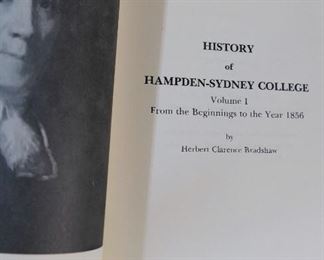 HISTORY
of
HAMPDEN-SYDNEY COLLEGE
Volume 1
From the Beginnings to the Year 1856
by
Herbert Clarence Bradshaw